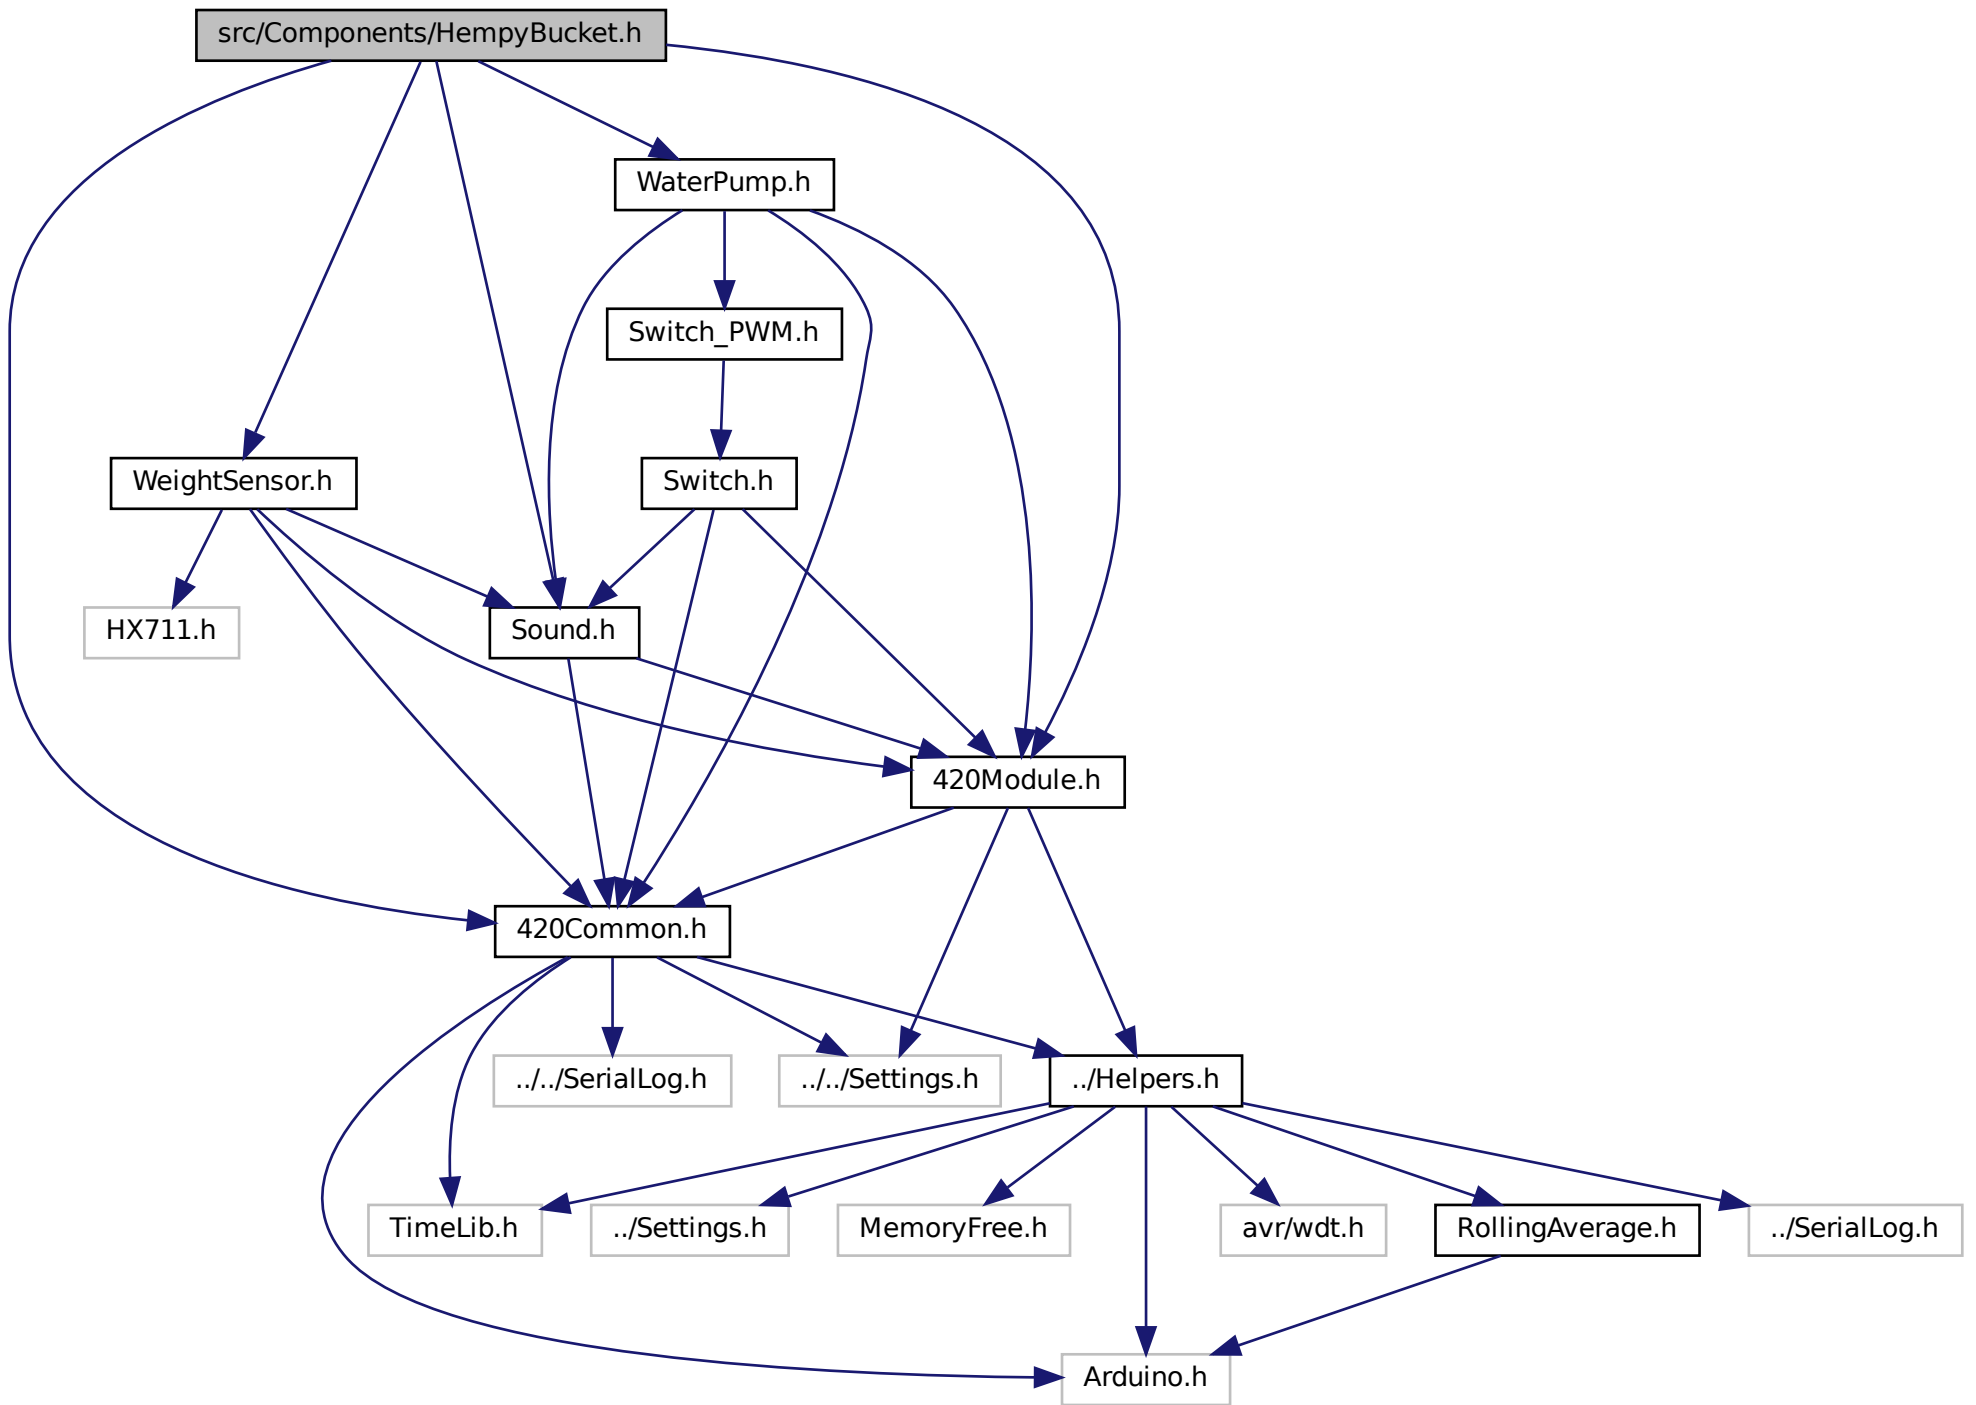 src/Components/HempyBucket.h
WaterPump.h
Switch_PWM.h
WeightSensor.h
Switch.h
HX711.h
Sound.h
420Module.h
420Common.h
../../SerialLog.h
../../Settings.h
../Helpers.h
TimeLib.h
../Settings.h
MemoryFree.h
avr/wdt.h
RollingAverage.h
../SerialLog.h
Arduino.h